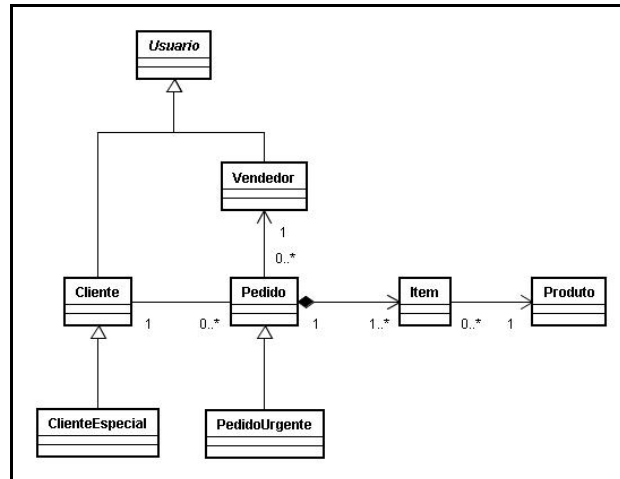 Usuario
Vendedor
1
0..*
Cliente
Pedido
Item
Produto
1
0..*
1
1..*
0..*
1
ClienteEspecial
PedidoUrgente